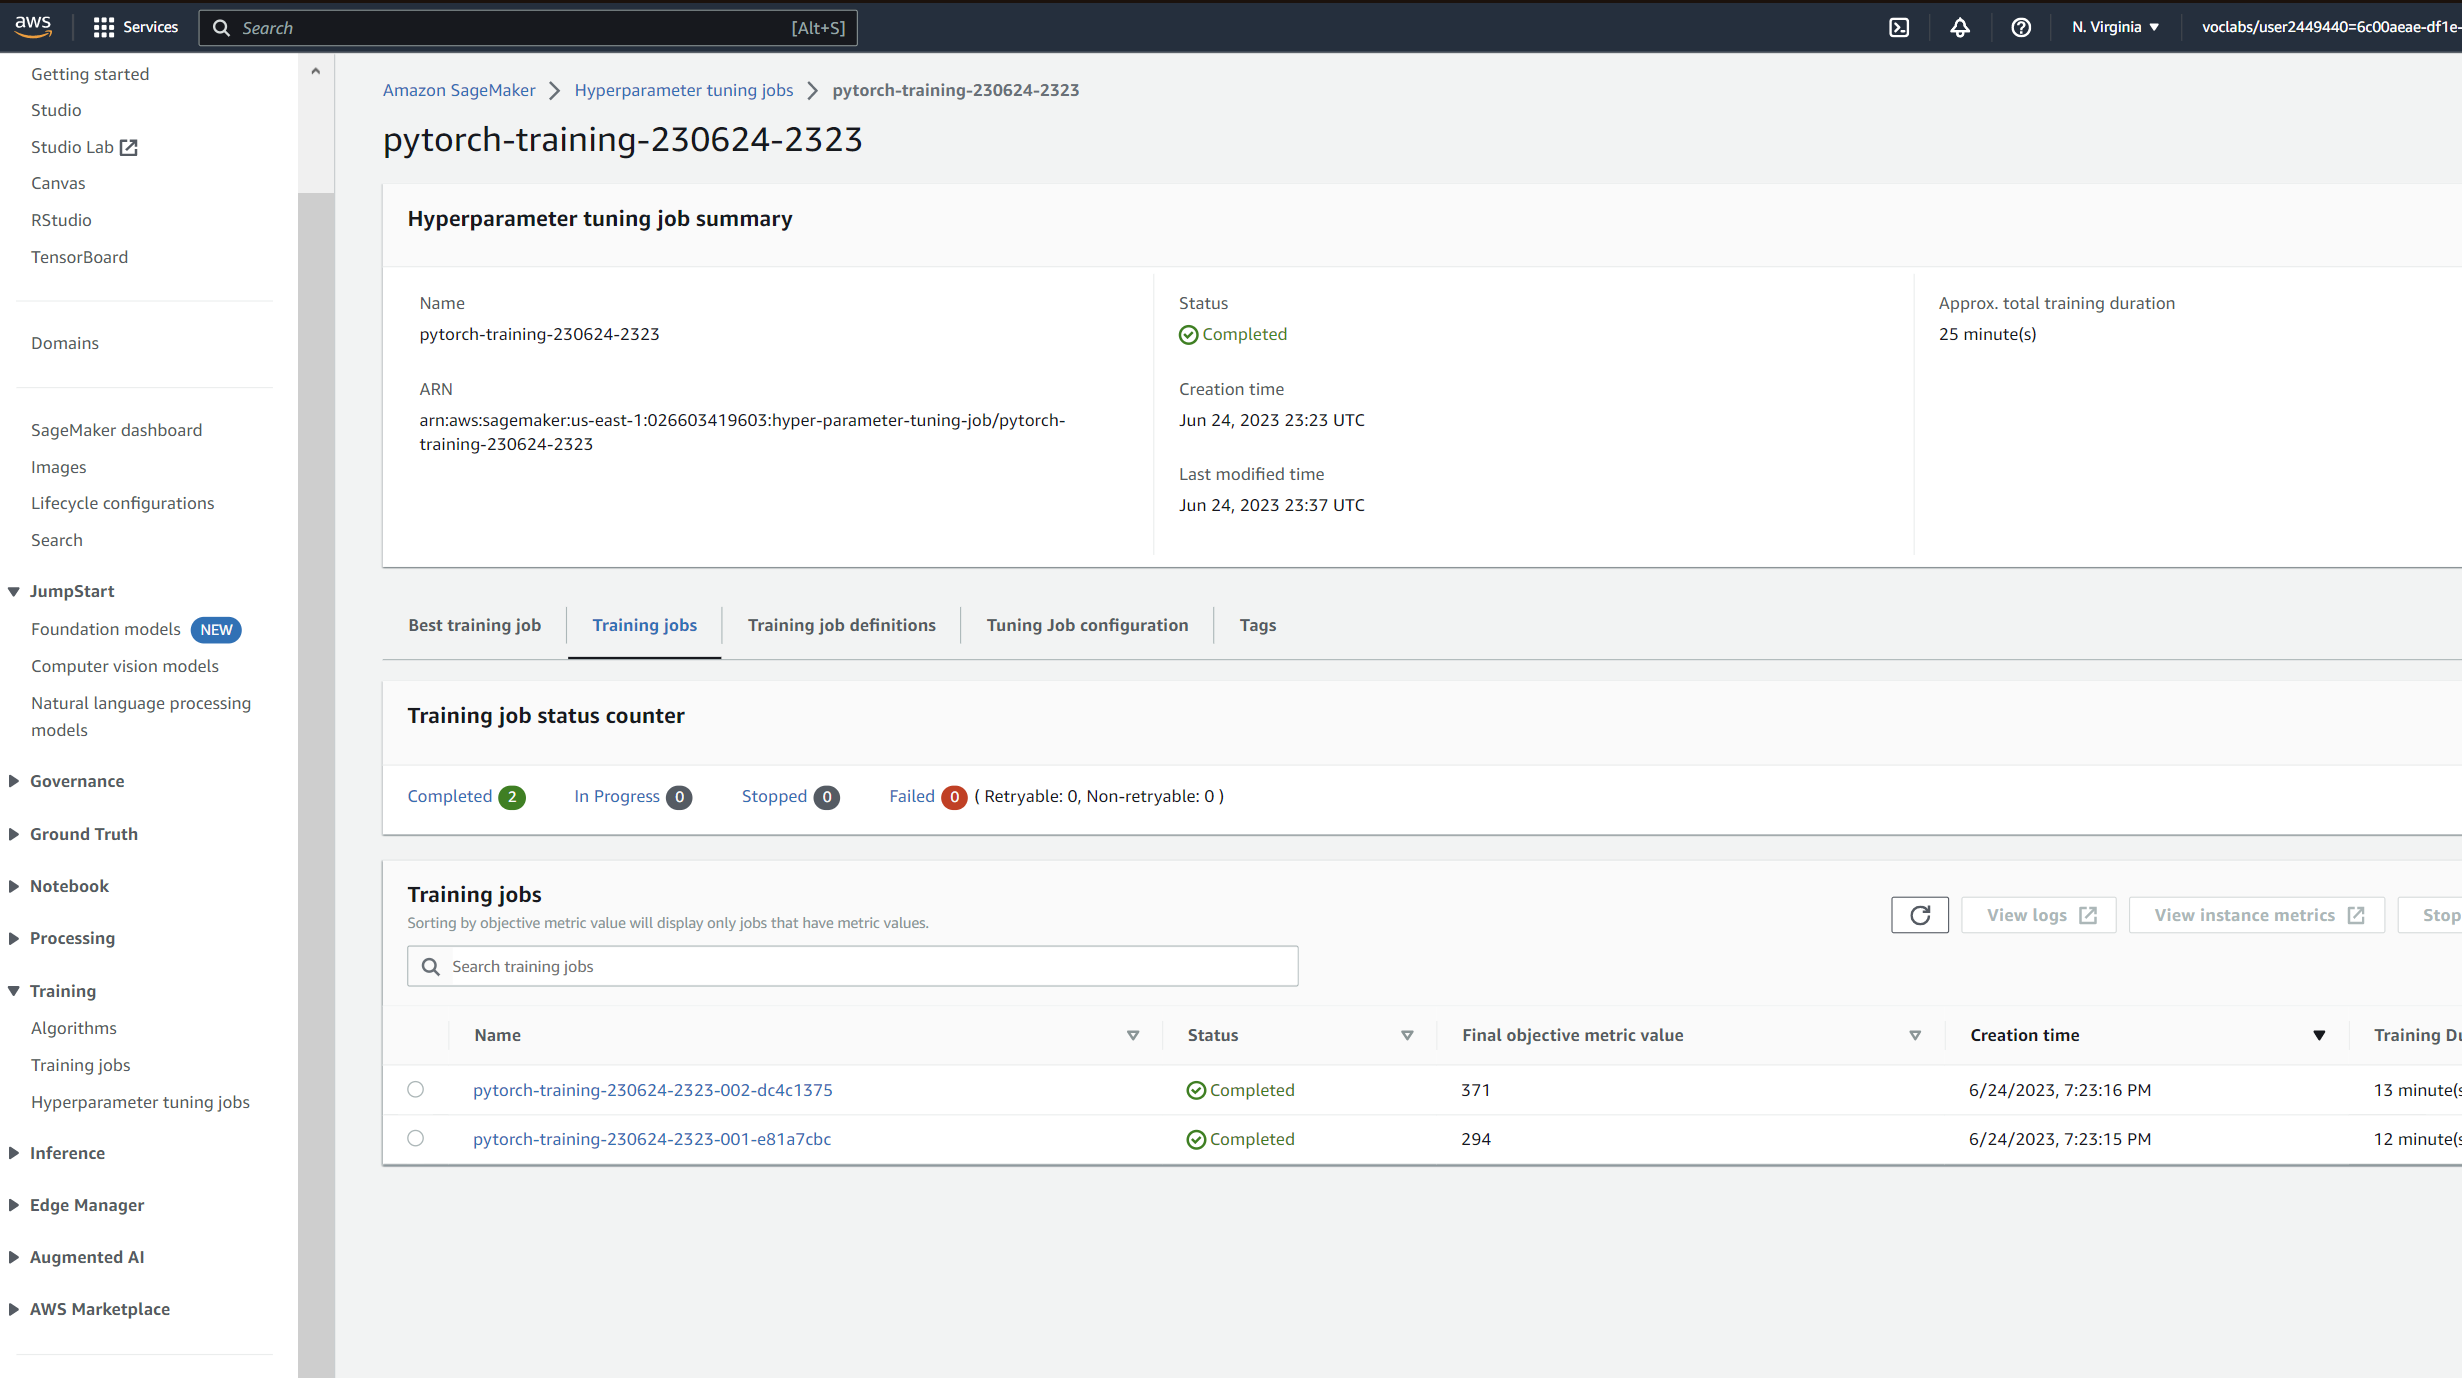 aws Services Search [Alt+S] N. Virginia voclabs/user2449440=6c00aeae-df1e-
Getting started
Studio
Studio Lab
Canvas
RStudio
TensorBoard
Domains
SageMaker dashboard
Images
Lifecycle configurations
Search
JumpStart
Foundation models NEW
Computer vision models
Natural language processing
models
Governance
Ground Truth
Notebook
Processing
Training
Algorithms
Training jobs
Hyperparameter tuning jobs
Inference
Edge Manager
Augmented AI
AWS Marketplace
Amazon SageMaker > Hyperparameter tuning jobs > pytorch-training-230624-2323
pytorch-training-230624-2323
Hyperparameter tuning job summary
Name
pytorch-training-230624-2323
ARN
arn:aws:sagemaker:us-east-1:026603419603:hyper-parameter-tuning-job/pytorch-
training-230624-2323
Status
Completed
Creation time
Jun 24, 2023 23:23 UTC
Last modified time
Jun 24, 2023 23:37 UTC
Approx. total training duration
25 minute(s)
Best training job Training jobs Training job definitions Tuning Job configuration Tags
Training job status counter
Completed 2 In Progress 0 Stopped 0 Failed 0 ( Retryable: 0, Non-retryable: 0 )
Training jobs
Sorting by objective metric value will display only jobs that have metric values.
View logs View instance metrics Stop
Search training jobs
Name Status Final objective metric value Creation time Training Du
pytorch-training-230624-2323-002-dc4c1375 Completed 371 6/24/2023, 7:23:16 PM 13 minute(s
pytorch-training-230624-2323-001-e81a7cbc Completed 294 6/24/2023, 7:23:15 PM 12 minute(s